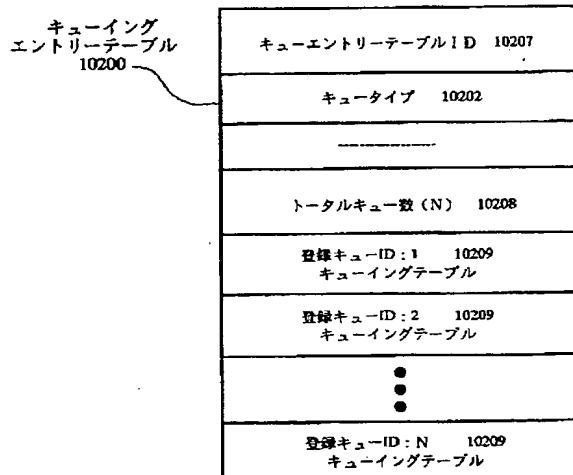 キューイング
エントリーテーブル
10200
キューエントリーテーブルID 10207
キュータイプ 10202
トータルキュー数(N) 10208
登録キューID:1 10209
キューイングテーブル
登録キューID:2 10209
キューイングテーブル
登録キューID:N 10209
キューイングテーブル